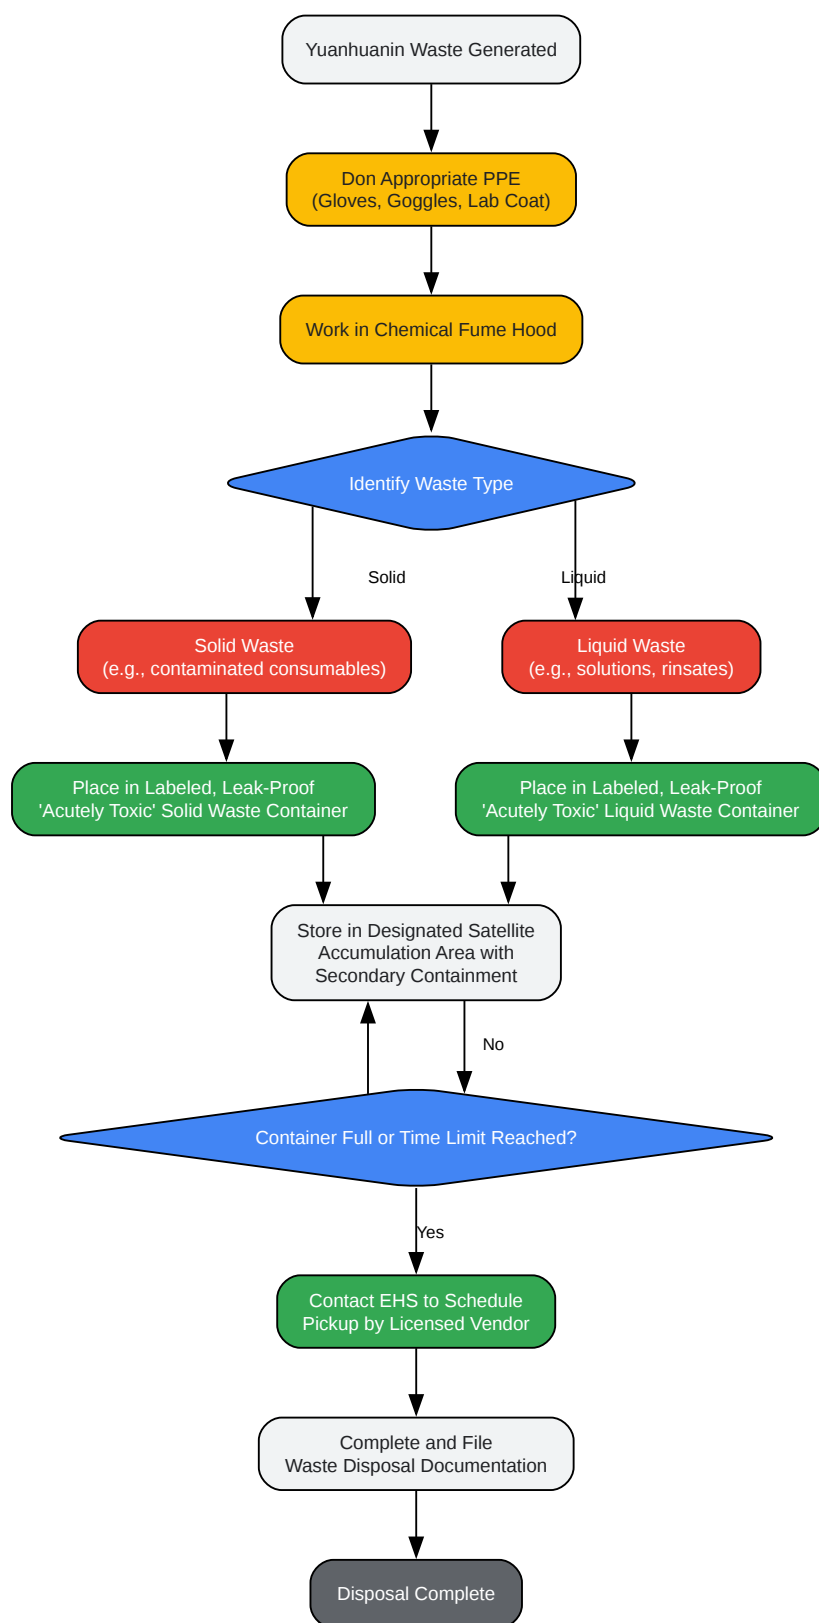 Yuanhuanin Waste Generated
Don Appropriate PPE
(Gloves, Goggles, Lab Coat)
Work in Chemical Fume Hood
Identify Waste Type
Solid
Liquid
Solid Waste
(e.g., contaminated consumables)
Liquid Waste
(e.g., solutions, rinsates)
Place in Labeled, Leak-Proof
'Acutely Toxic' Solid Waste Container
Place in Labeled, Leak-Proof
'Acutely Toxic' Liquid Waste Container
Store in Designated Satellite
Accumulation Area with
Secondary Containment
No
Container Full or Time Limit Reached?
Yes
Contact EHS to Schedule
Pickup by Licensed Vendor
Complete and File
Waste Disposal Documentation
Disposal Complete